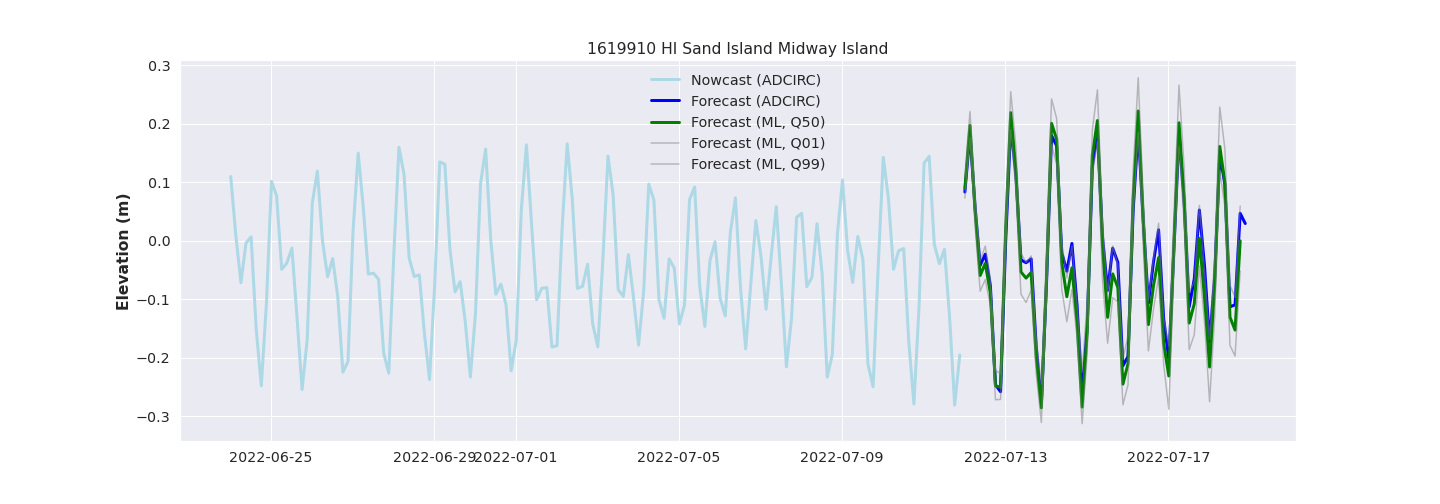 1619910 HI Sand Island Midway Island
Nowcast (ADCIRC)
Forecast (ADCIRC)
Forecast (ML, Q50)
Forecast (ML, Q01)
Forecast (ML, Q99)
Elevation (m)
0.3
0.2
0.1
0.0
−0.1
−0.2
−0.3
2022-06-25
2022-06-29
2022-07-01
2022-07-05
2022-07-09
2022-07-13
2022-07-17